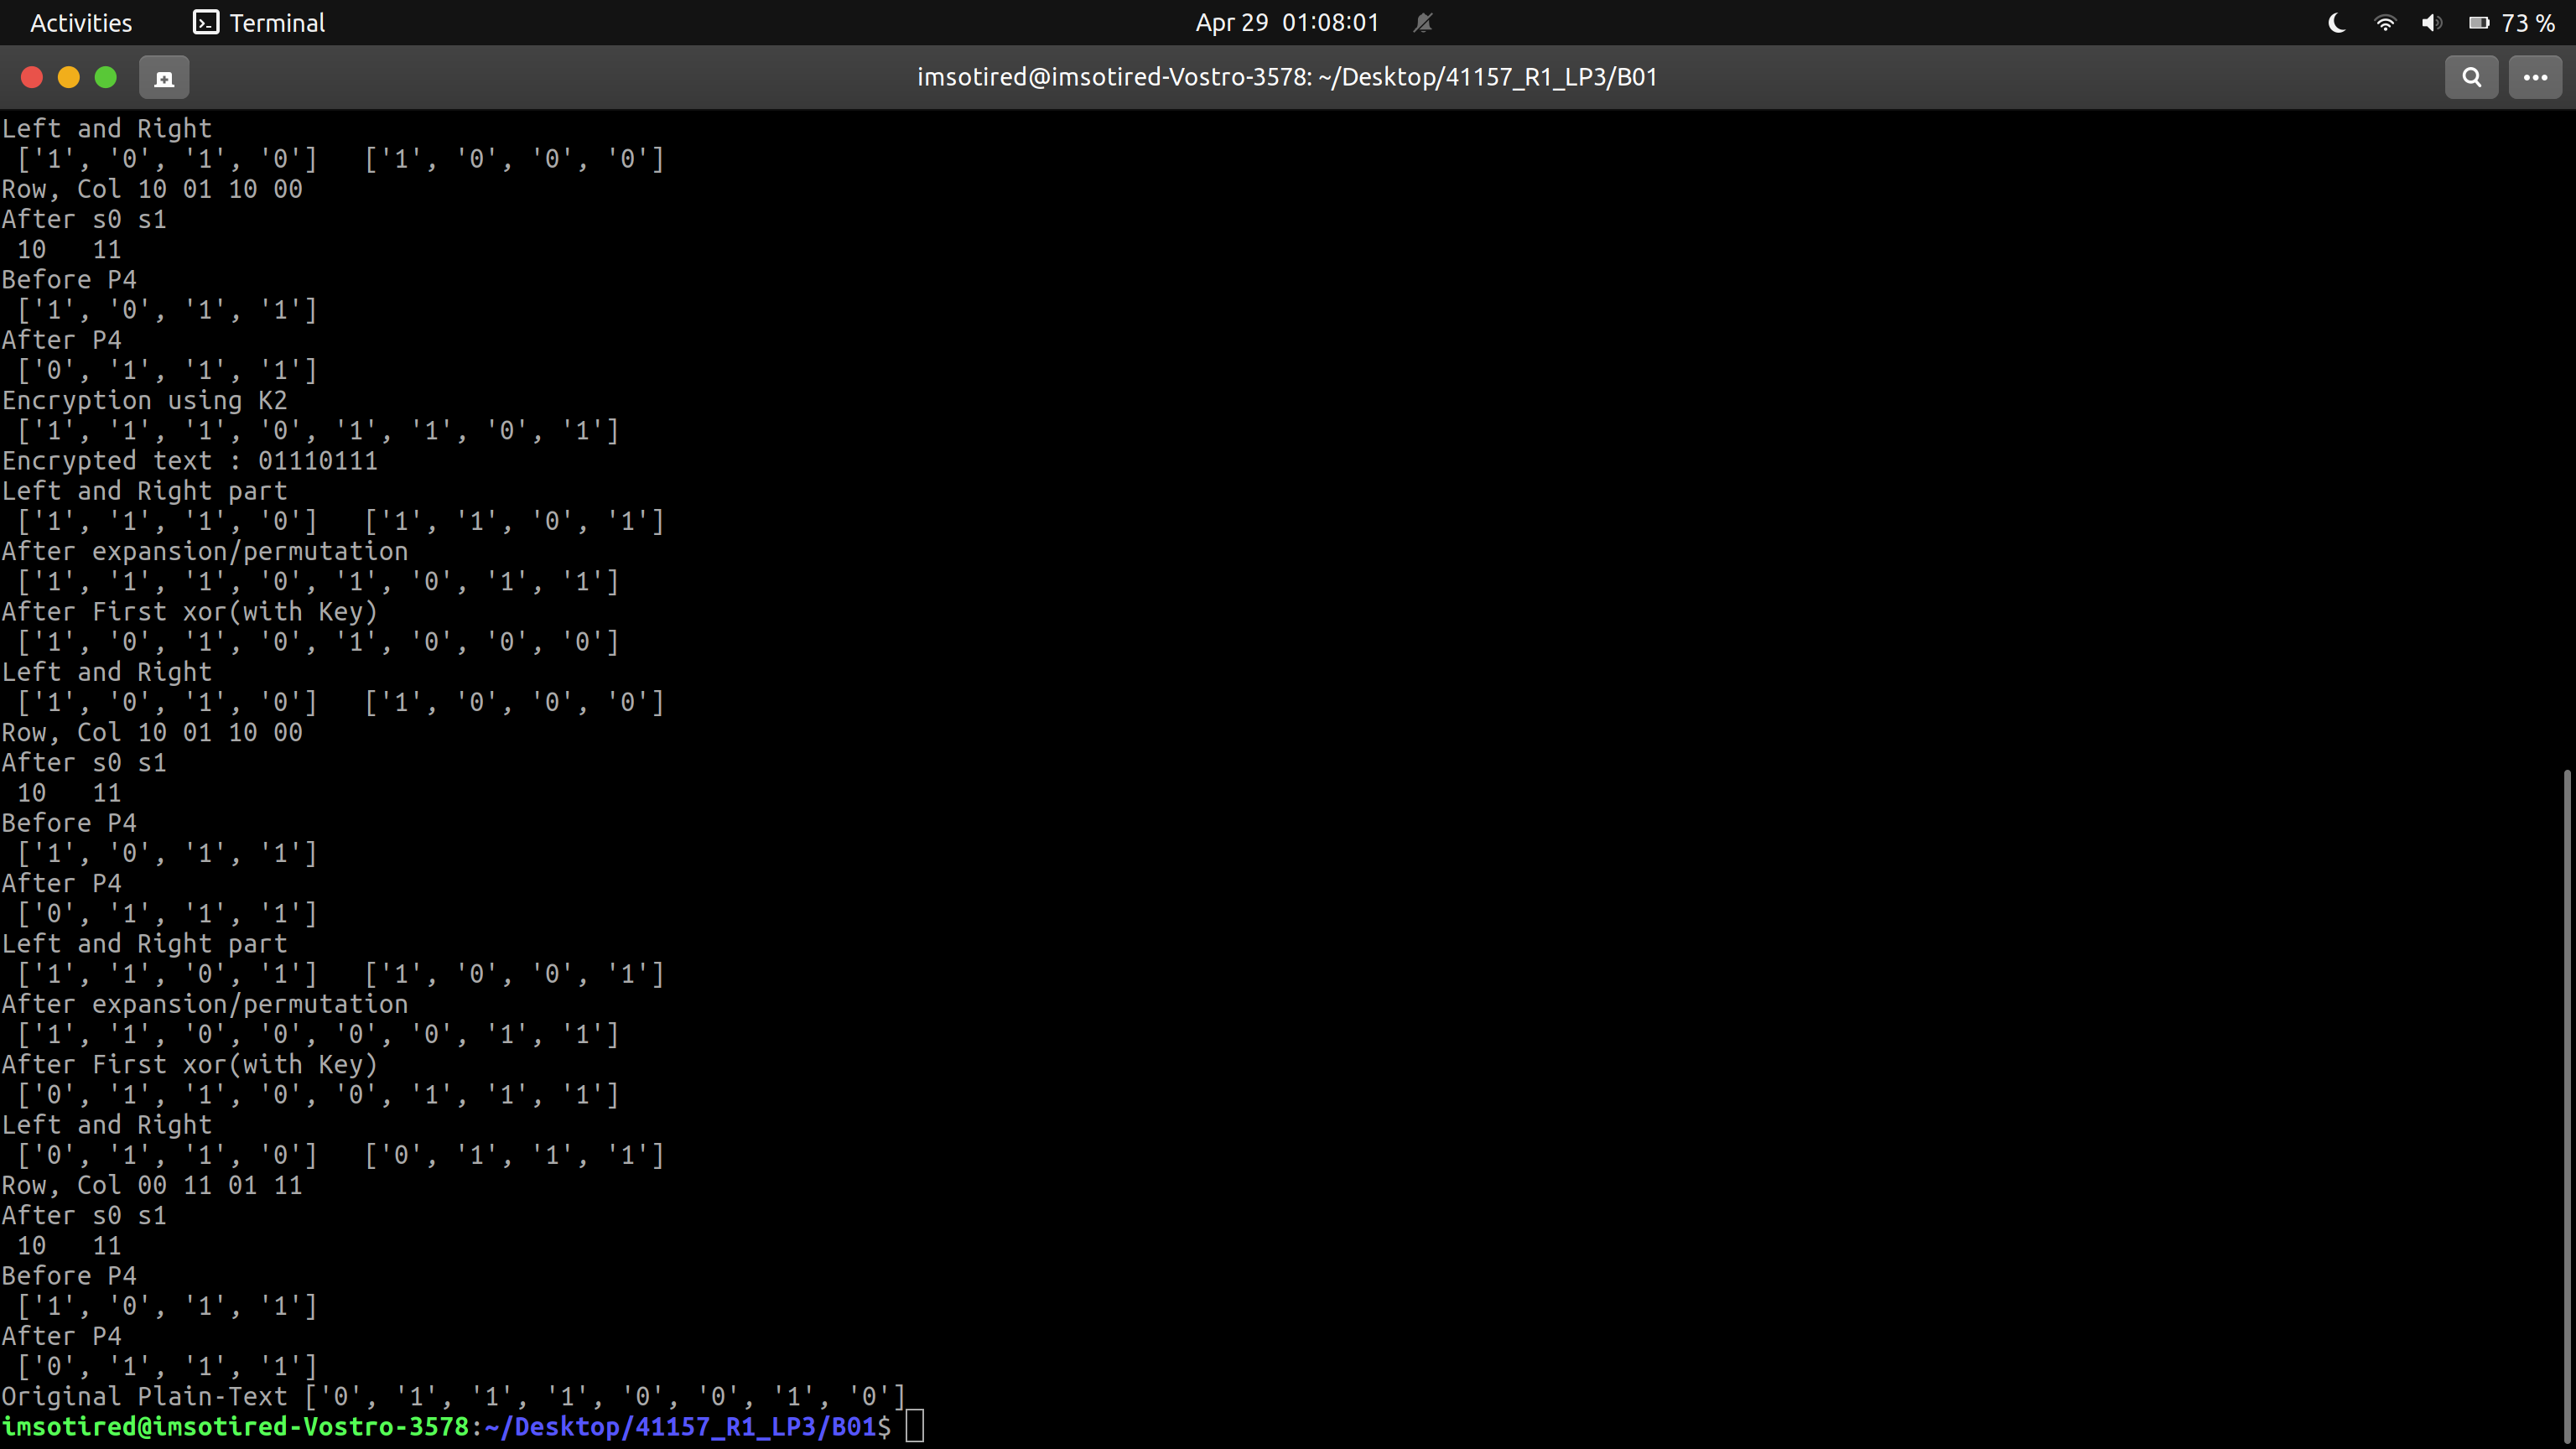 Activities Terminal Apr 29 01:08:01 73 %
imsotired@imsotired-Vostro-3578: ~/Desktop/41157_R1_LP3/B01
Left and Right
 ['1', '0', '1', '0']   ['1', '0', '0', '0']
Row, Col 10 01 10 00
After s0 s1
 10   11
Before P4
 ['1', '0', '1', '1']
After P4
 ['0', '1', '1', '1']
Encryption using K2
 ['1', '1', '1', '0', '1', '1', '0', '1']
Encrypted text : 01110111
Left and Right part
 ['1', '1', '1', '0']   ['1', '1', '0', '1']
After expansion/permutation
 ['1', '1', '1', '0', '1', '0', '1', '1']
After First xor(with Key)
 ['1', '0', '1', '0', '1', '0', '0', '0']
Left and Right
 ['1', '0', '1', '0']   ['1', '0', '0', '0']
Row, Col 10 01 10 00
After s0 s1
 10   11
Before P4
 ['1', '0', '1', '1']
After P4
 ['0', '1', '1', '1']
Left and Right part
 ['1', '1', '0', '1']   ['1', '0', '0', '1']
After expansion/permutation
 ['1', '1', '0', '0', '0', '0', '1', '1']
After First xor(with Key)
 ['0', '1', '1', '0', '0', '1', '1', '1']
Left and Right
 ['0', '1', '1', '0']   ['0', '1', '1', '1']
Row, Col 00 11 01 11
After s0 s1
 10   11
Before P4
 ['1', '0', '1', '1']
After P4
 ['0', '1', '1', '1']
Original Plain-Text ['0', '1', '1', '1', '0', '0', '1', '0']
imsotired@imsotired-Vostro-3578:~/Desktop/41157_R1_LP3/B01$